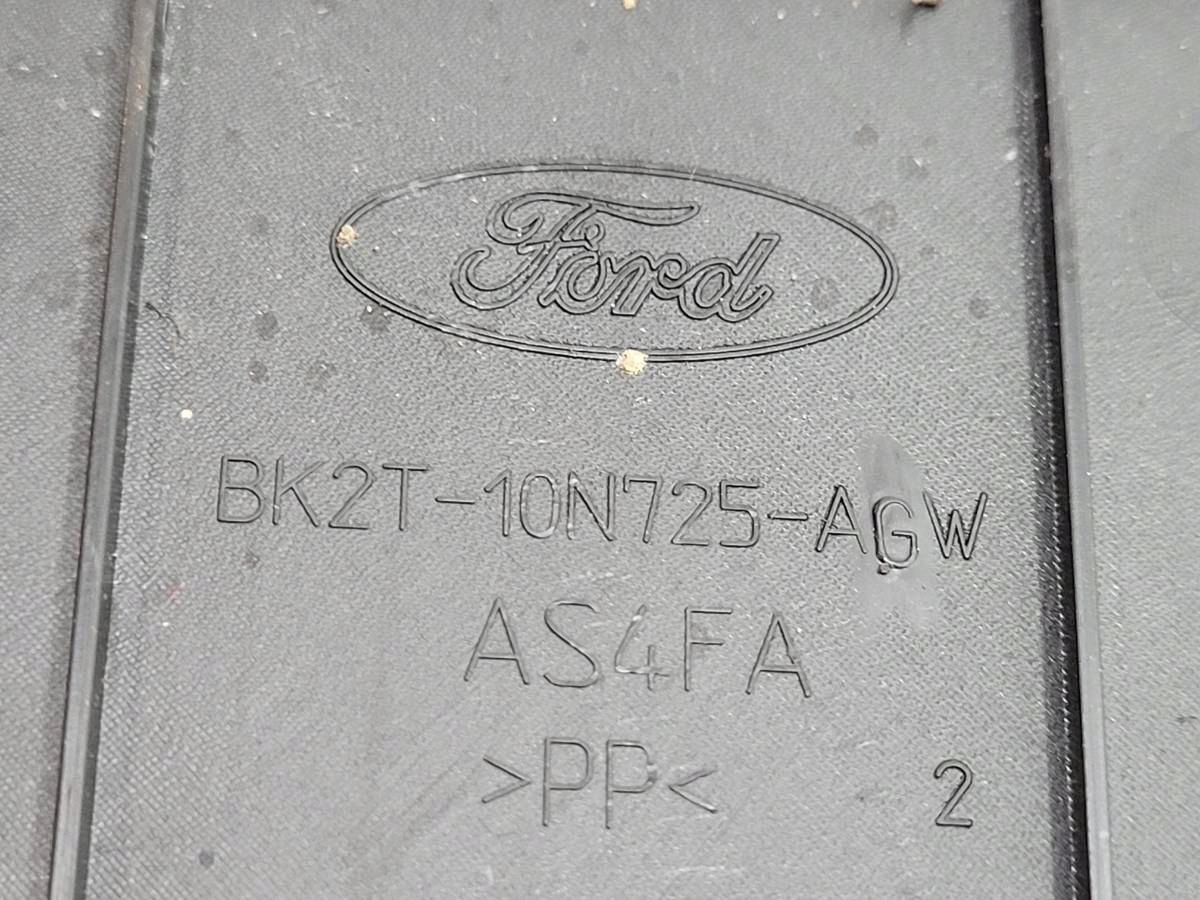 Ford
BK2T-10N725-AGW
AS4FA
>PP<
2